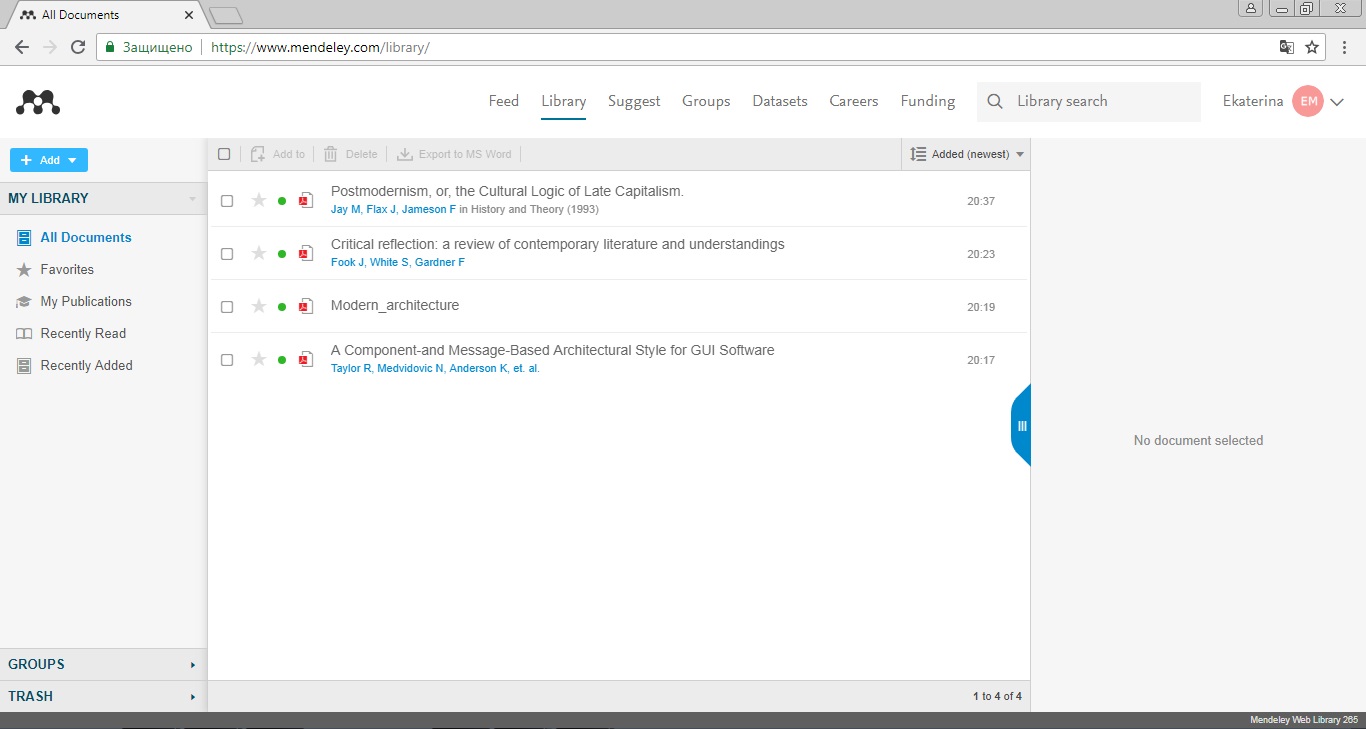 All Documents
Защищено https://www.mendeley.com/library/
Feed Library Suggest Groups Datasets Careers Funding Library search Ekaterina EM
Add Add to Delete Export to MS Word Added (newest)
MY LIBRARY
All Documents
Favorites
My Publications
Recently Read
Recently Added
Postmodernism, or, the Cultural Logic of Late Capitalism.
Jay M, Flax J, Jameson F in History and Theory (1993)
20:37
Critical reflection: a review of contemporary literature and understandings
Fook J, White S, Gardner F
20:23
Modern_architecture
20:19
A Component-and Message-Based Architectural Style for GUI Software
Taylor R, Medvidovic N, Anderson K, et. al.
20:17
No document selected
GROUPS
TRASH
1 to 4 of 4
Mendeley Web Library 265